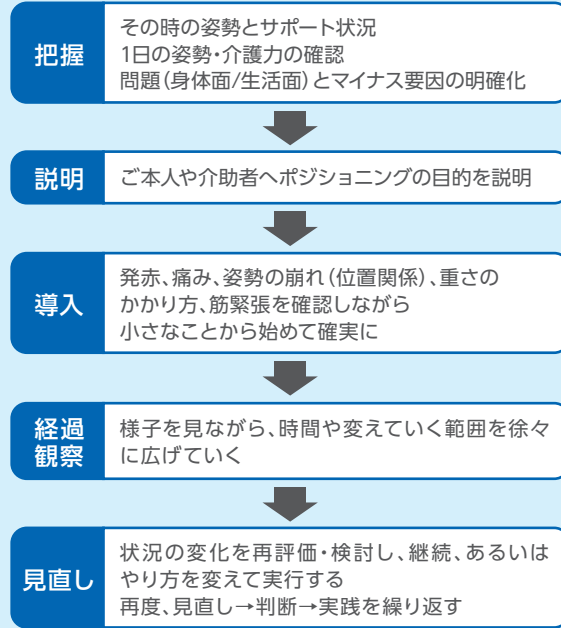 把握
その時の姿勢とサポート状況
1日の姿勢・介護力の確認
問題(身体面/生活面)とマイナス要因の明確化
説明
ご本人や介助者へポジショニングの目的を説明
導入
発赤、痛み、姿勢の崩れ(位置関係)、重さの
かかり方、筋緊張を確認しながら
小さなことから始めて確実に
経過
観察
様子を見ながら、時間や変えていく範囲を徐々
に広げていく
見直し
状況の変化を再評価・検討し、継続、あるいは
やり方を変えて実行する
再度、見直し→判断→実践を繰り返す